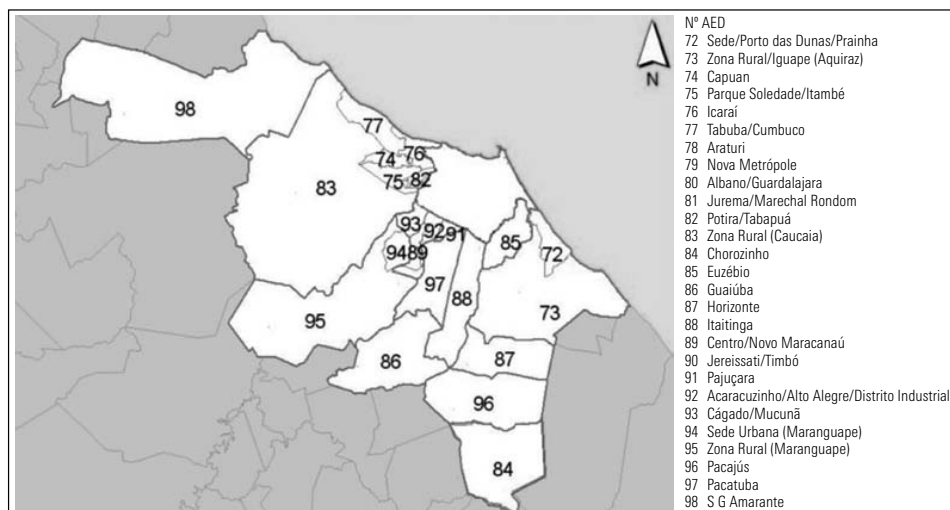 Nº AED
72 Sede/Porto das Dunas/Prainha
73 Zona Rural/Iguape (Aquiraz)
74 Capuan
75 Parque Soledade/Itambé
76 Icaraí
77 Tabuba/Cumbuco
78 Araturi
79 Nova Metrópole
80 Albano/Guardalajara
81 Jurema/Marechal Rondom
82 Potira/Tabapuá
83 Zona Rural (Caucaia)
84 Chorozinho
85 Euzébio
86 Guaiúba
87 Horizonte
88 Itaitinga
89 Centro/Novo Maracanaú
90 Jereissati/Timbó
91 Pajuçara
92 Acaracuzinho/Alto Alegre/Distrito Industrial
93 Cágado/Mucunã
94 Sede Urbana (Maranguape)
95 Zona Rural (Maranguape)
96 Pacajús
97 Pacatuba
98 S G Amarante
N
98
77
76
74
75
82
83
93
92
91
94
89
85
72
97
88
73
95
86
87
96
84